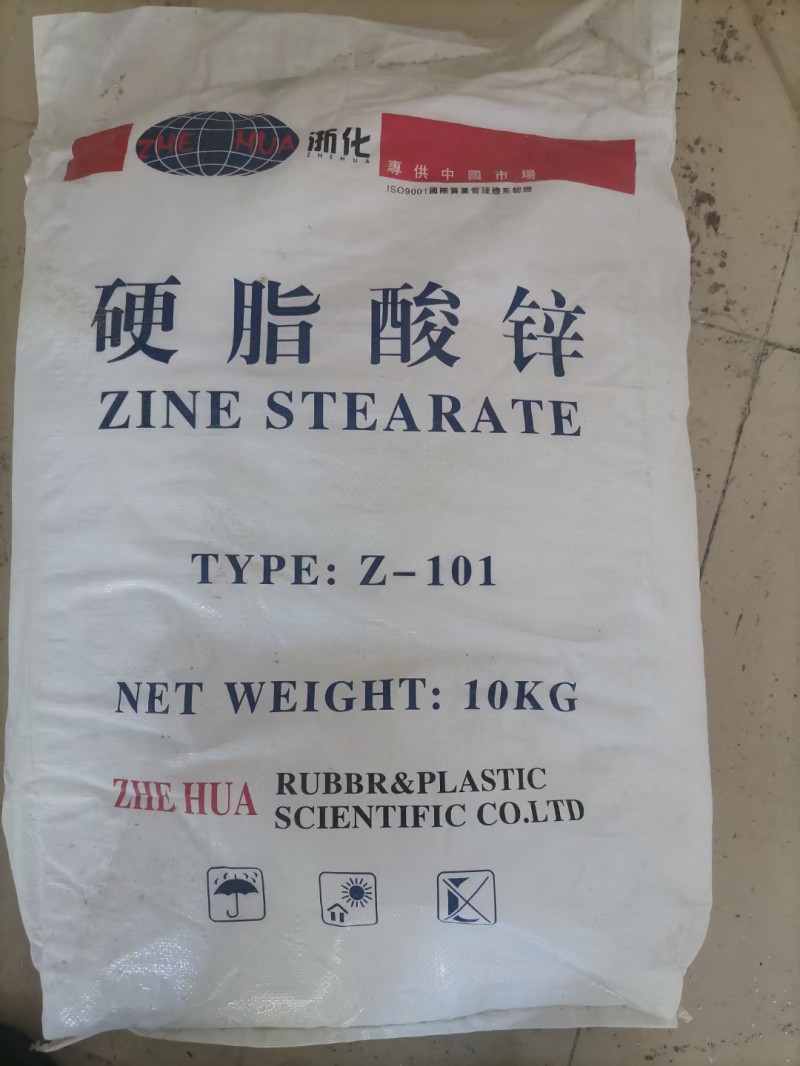 ZHE HUA
浙化
ZHEHUA
專供中國市場
ISO9001國際質量管理體系認證
硬脂酸锌
ZINE STEARATE
TYPE: Z-101
NET WEIGHT: 10KG
ZHE HUA
RUBBR&PLASTIC
SCIENTIFIC CO.LTD